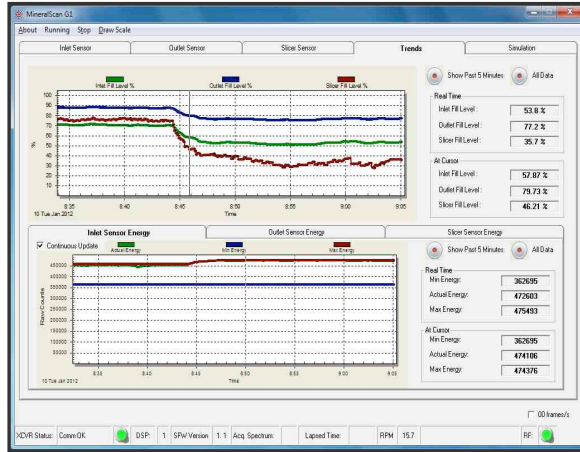 MineralScan G1
About Running Stop Draw Scale
Inlet Sensor Outlet Sensor Slicer Sensor Trends Simulation
Inlet Fill Level % Outlet Fill Level % Slicer Fill Level %
100
90
80
70
60
50
40
30
20
10
%
8:35 8:40 8:45 8:50 8:55 9:00 9:05
10 Tue Jan 2012 Time
Show Past 5 Minutes All Data
Real Time
Inlet Fill Level : 53.8 %
Outlet Fill Level : 77.2 %
Slicer Fill Level : 35.7 %
At Cursor
Inlet Fill Level : 57.87 %
Outlet Fill Level : 79.73 %
Slicer Fill Level : 46.21 %
Inlet Sensor Energy Outlet Sensor Energy Slicer Sensor Energy
Continuous Update
Actual Energy Min Energy Max Energy
450000
400000
350000
300000
250000
200000
150000
100000
50000
Raw Counts
8:35 8:40 8:45 8:50 8:55 9:00 9:05
10 Tue Jan 2012 Time
Show Past 5 Minutes All Data
Real Time
Min Energy: 362695
Actual Energy: 472603
Max Energy: 475493
At Cursor
Min Energy: 362695
Actual Energy: 474106
Max Energy: 474376
00 frames/s
XCVR Status: Comm OK DSP: 1 SFW Version 1. 1 Acq. Spectrum: Lapsed Time: RPM 15.7 RF: